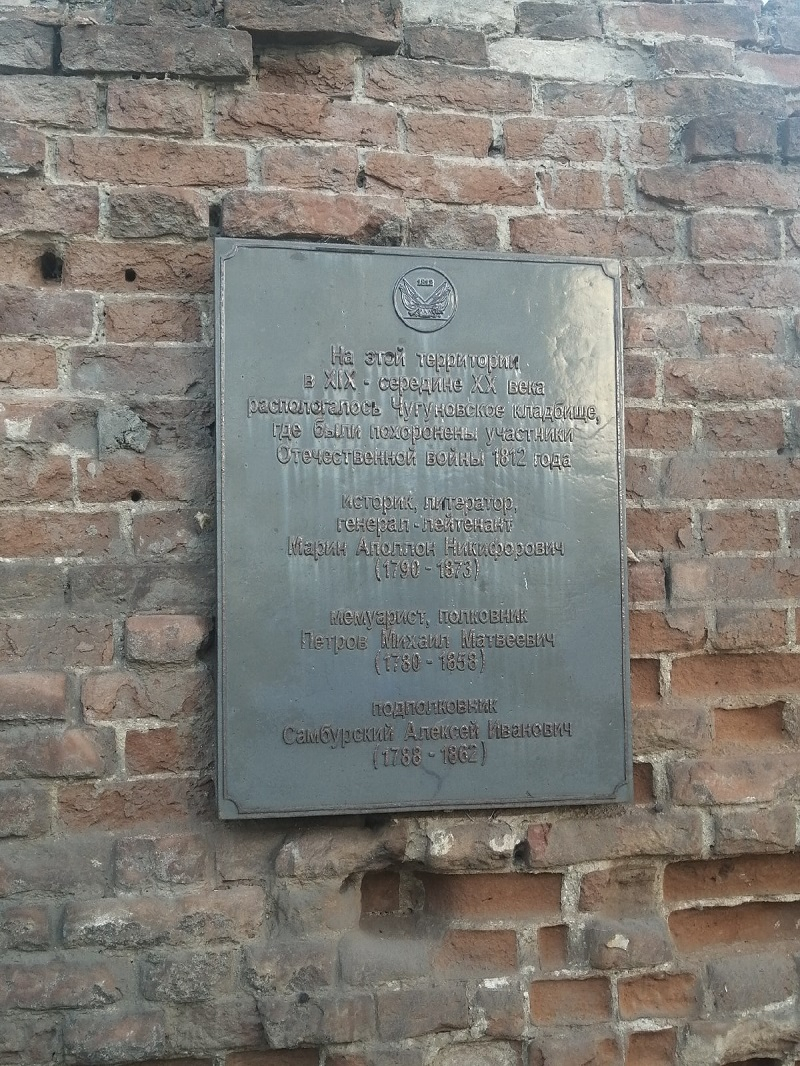 1812
На этой территории
в XIX - середине XX века
распологалось Чугуновское кладбище,
где были похоронены участники
Отечественной войны 1812 года
историк, литератор,
генерал - лейтенант
Марин Аполлон Никифорович
(1790 - 1873)
мемуарист, полковник
Петров Михаил Матвеевич
(1780 - 1858)
подполковник
Самбурский Алексей Иванович
(1788 - 1862)